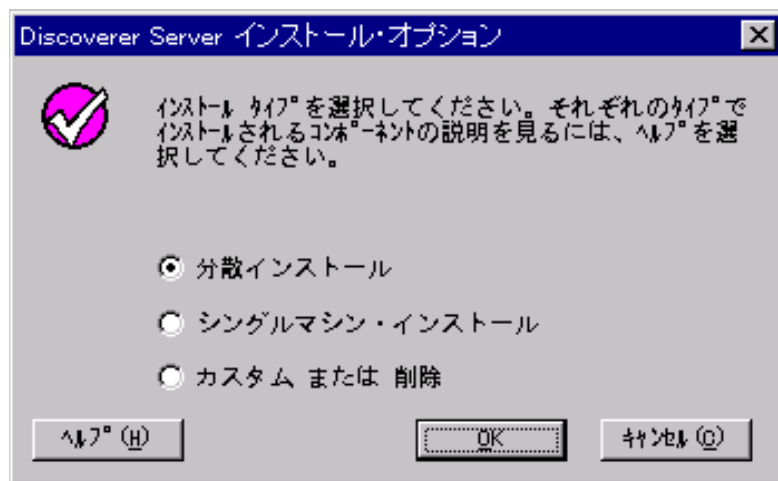 Discoverer Server インストール・オプション
ｲﾝｽﾄｰﾙ ﾀｲﾌﾟを選択してください。それぞれのﾀｲﾌﾟで
ｲﾝｽﾄｰﾙされるｺﾝﾎﾟｰﾈﾝﾄの説明を見るには、ﾍﾙﾌﾟを選
択してください。
分散インストール
シングルマシン・インストール
カスタム または 削除
ﾍﾙﾌﾟ(H)
OK
ｷｬﾝｾﾙ(C)